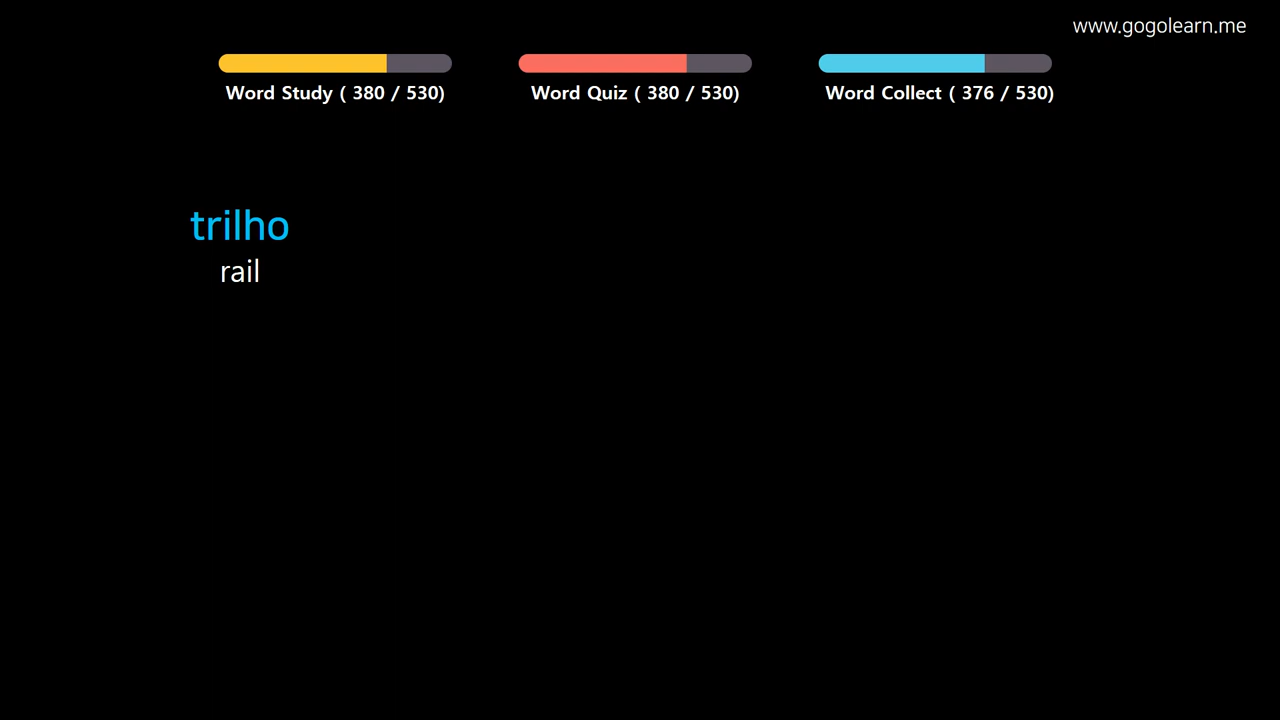 www.gogolearn.me
Word Study ( 380 / 530)
Word Quiz ( 380 / 530)
Word Collect ( 376 / 530)
trilho
rail